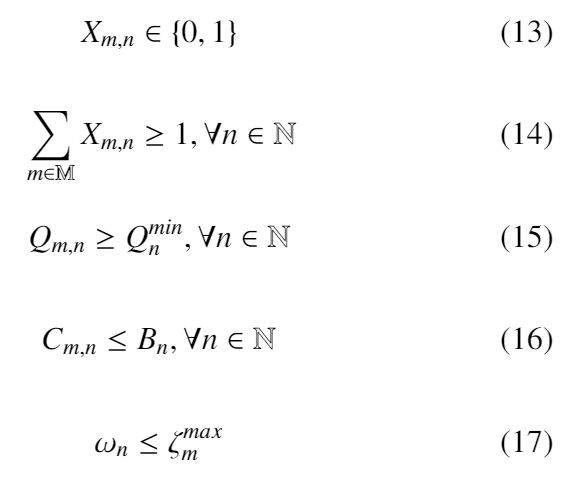 X_{m,n} ∈ {0, 1} (13)
∑_{m∈𝕄} X_{m,n} ≥ 1, ∀n ∈ ℕ (14)
Q_{m,n} ≥ Q_n^{min}, ∀n ∈ ℕ (15)
C_{m,n} ≤ B_n, ∀n ∈ ℕ (16)
ω_n ≤ ζ_m^{max} (17)